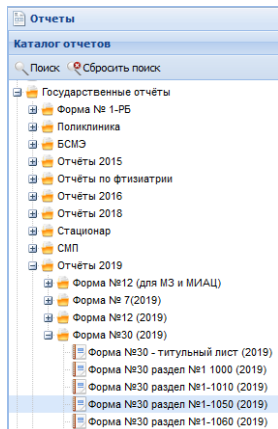 Отчеты
Каталог отчетов
Поиск Сбросить поиск
Государственные отчёты
Форма № 1-РБ
Поликлиника
БСМЭ
Отчёты 2015
Отчёты по фтизиатрии
Отчёты 2016
Отчёты 2018
Стационар
СМП
Отчёты 2019
Форма №12 (для МЗ и МИАЦ)
Форма № 7(2019)
Форма №12 (2019)
Форма №30 (2019)
Форма №30 - титульный лист (2019)
Форма №30 раздел №1 1000 (2019)
Форма №30 раздел №1-1010 (2019)
Форма №30 раздел №1-1050 (2019)
Форма №30 раздел №1-1060 (2019)